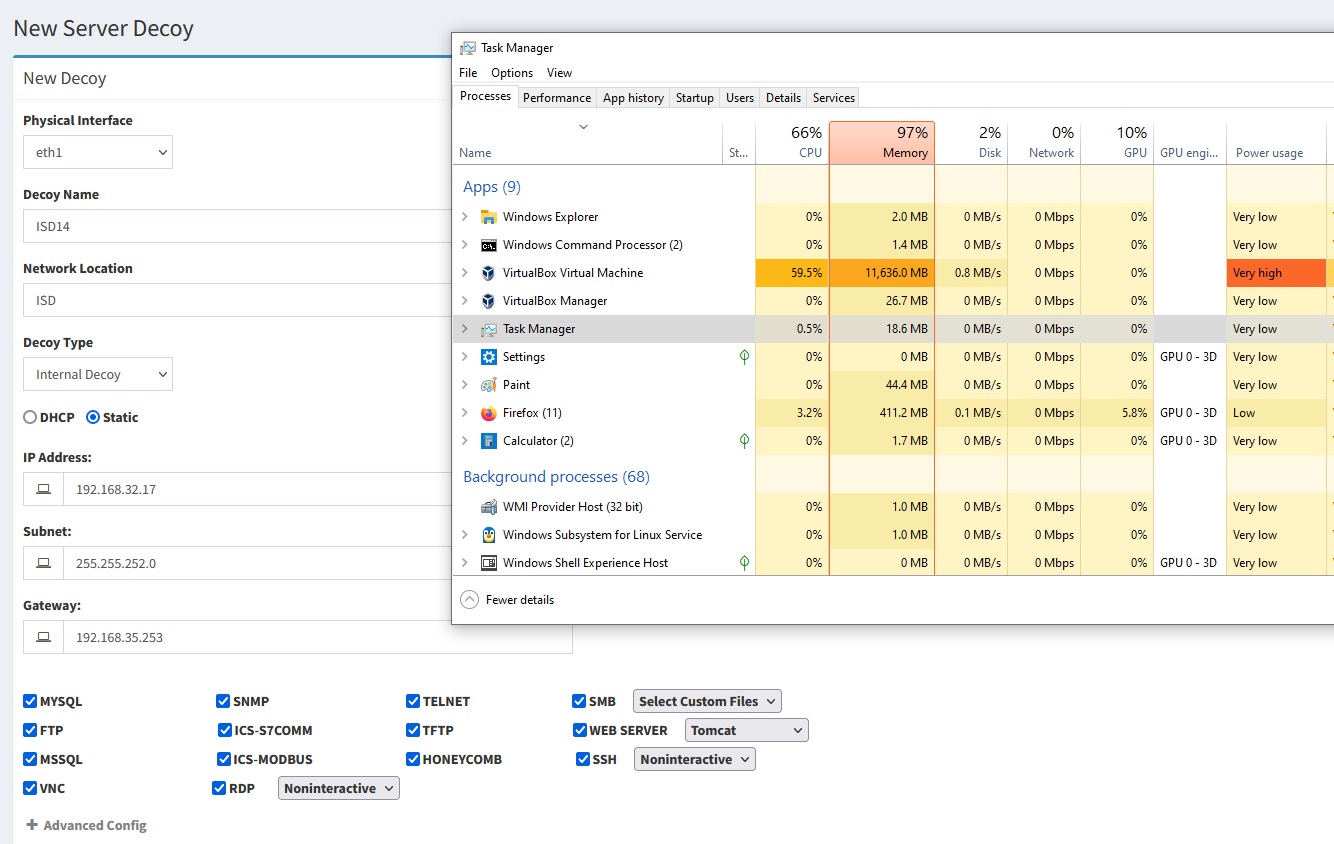 New Server Decoy
New Decoy
Physical Interface
eth1
Decoy Name
ISD14
Network Location
ISD
Decoy Type
Internal Decoy
DHCP Static
IP Address:
192.168.32.17
Subnet:
255.255.252.0
Gateway:
192.168.35.253
MYSQL SNMP TELNET SMB Select Custom Files
FTP ICS-S7COMM TFTP WEB SERVER Tomcat
MSSQL ICS-MODBUS HONEYCOMB SSH Noninteractive
VNC RDP Noninteractive
+ Advanced Config
Task Manager
File Options View
Processes Performance App history Startup Users Details Services
66% 97% 2% 0% 10%
Name St... CPU Memory Disk Network GPU GPU engi... Power usage
Apps (9)
Windows Explorer 0% 2.0 MB 0 MB/s 0 Mbps 0% Very low
Windows Command Processor (2) 0% 1.4 MB 0 MB/s 0 Mbps 0% Very low
VirtualBox Virtual Machine 59.5% 11,636.0 MB 0.8 MB/s 0 Mbps 0% Very high
VirtualBox Manager 0% 26.7 MB 0 MB/s 0 Mbps 0% Very low
Task Manager 0.5% 18.6 MB 0 MB/s 0 Mbps 0% Very low
Settings 0% 0 MB 0 MB/s 0 Mbps 0% GPU 0 - 3D Very low
Paint 0% 44.4 MB 0 MB/s 0 Mbps 0% Very low
Firefox (11) 3.2% 411.2 MB 0.1 MB/s 0 Mbps 5.8% GPU 0 - 3D Low
Calculator (2) 0% 1.7 MB 0 MB/s 0 Mbps 0% GPU 0 - 3D Very low
Background processes (68)
WMI Provider Host (32 bit) 0% 1.0 MB 0 MB/s 0 Mbps 0% Very low
Windows Subsystem for Linux Service 0% 1.0 MB 0 MB/s 0 Mbps 0% Very low
Windows Shell Experience Host 0% 0 MB 0 MB/s 0 Mbps 0% GPU 0 - 3D Very low
Fewer details